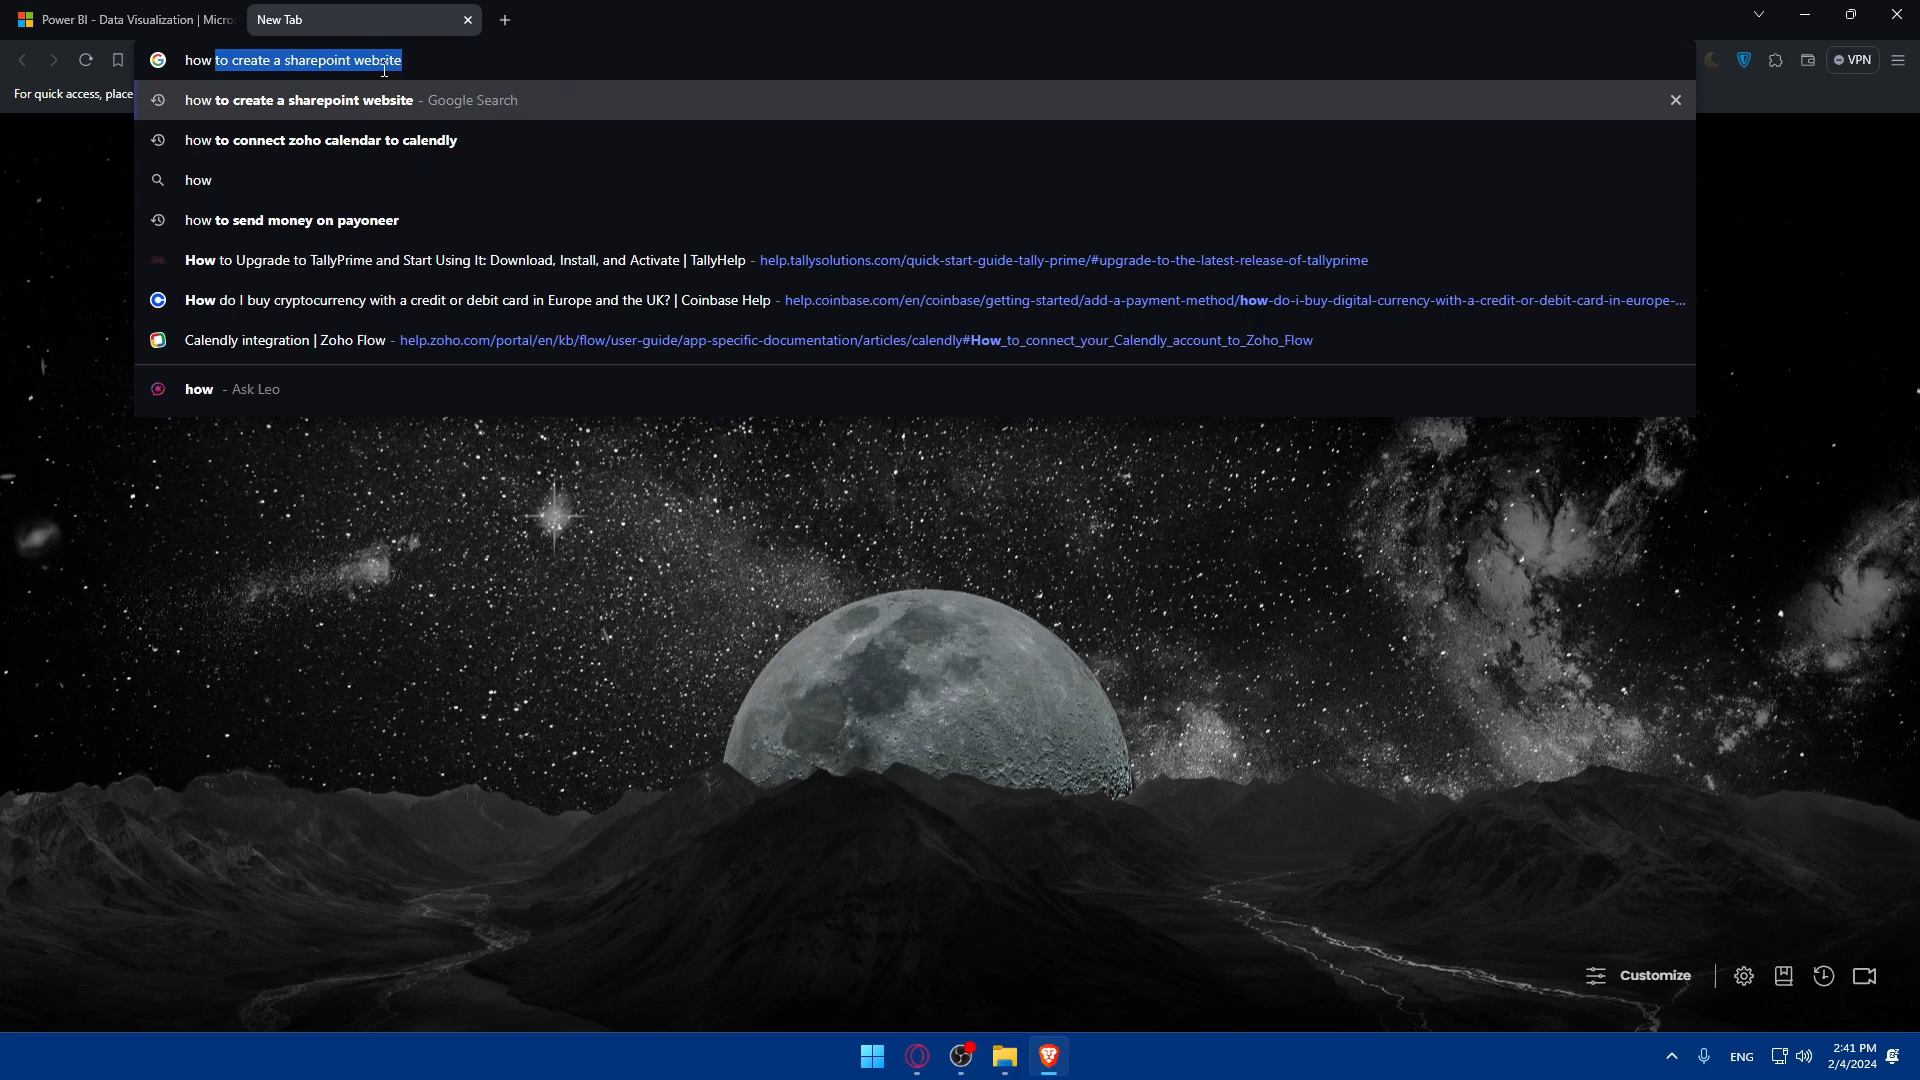 Power BI - Data Visualization | Micro
New Tab
how to create a sharepoint website
VPN
For quick access, place
how to create a sharepoint website - Google Search
how to connect zoho calendar to calendly
how
how to send money on payoneer
How to Upgrade to TallyPrime and Start Using It: Download, Install, and Activate | TallyHelp - help.tallysolutions.com/quick-start-guide-tally-prime/#upgrade-to-the-latest-release-of-tallyprime
How do I buy cryptocurrency with a credit or debit card in Europe and the UK? | Coinbase Help - help.coinbase.com/en/coinbase/getting-started/add-a-payment-method/how-do-i-buy-digital-currency-with-a-credit-or-debit-card-in-europe-...
Calendly integration | Zoho Flow - help.zoho.com/portal/en/kb/flow/user-guide/app-specific-documentation/articles/calendly#How_to_connect_your_Calendly_account_to_Zoho_Flow
how - Ask Leo
Customize
ENG
2:41 PM
2/4/2024